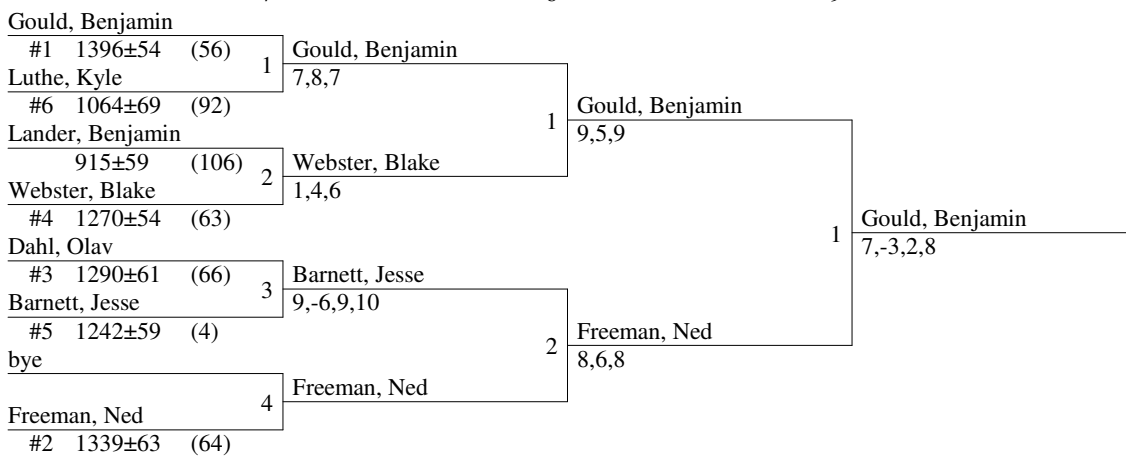 Gould, Benjamin
#1 1396±54 (56)
Luthe, Kyle
#6 1064±69 (92)
Lander, Benjamin
915±59 (106)
Webster, Blake
#4 1270±54 (63)
Dahl, Olav
#3 1290±61 (66)
Barnett, Jesse
#5 1242±59 (4)
bye
Freeman, Ned
#2 1339±63 (64)
1
Gould, Benjamin
7,8,7
2
Webster, Blake
1,4,6
3
Barnett, Jesse
9,-6,9,10
4
Freeman, Ned
1
Gould, Benjamin
9,5,9
2
Freeman, Ned
8,6,8
1
Gould, Benjamin
7,-3,2,8